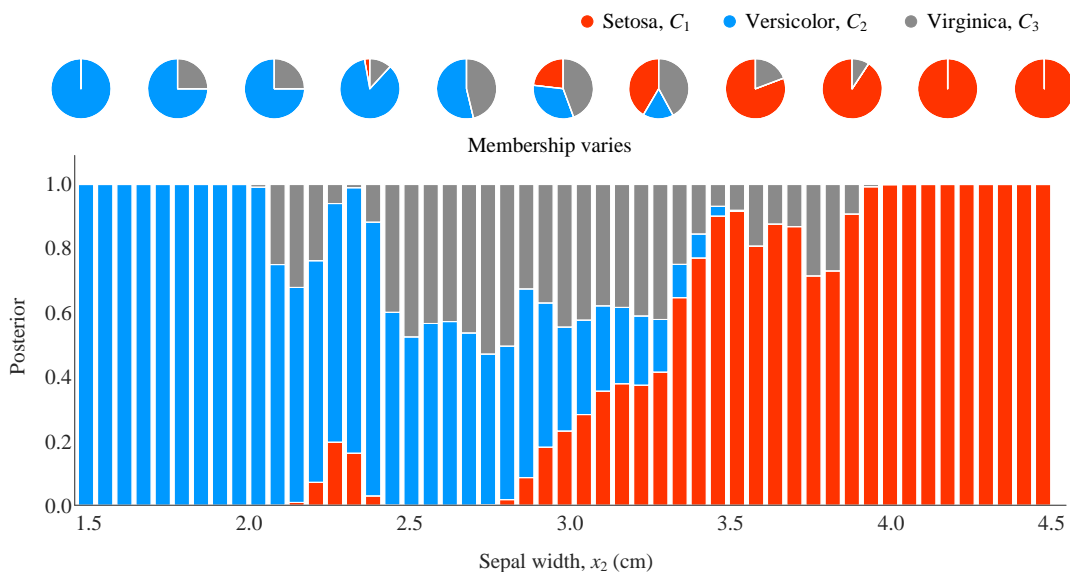 Setosa, C1 Versicolor, C2 Virginica, C3
Membership varies
1.0
0.8
0.6
0.4
0.2
0.0
Posterior
1.5 2.0 2.5 3.0 3.5 4.0 4.5
Sepal width, x2 (cm)